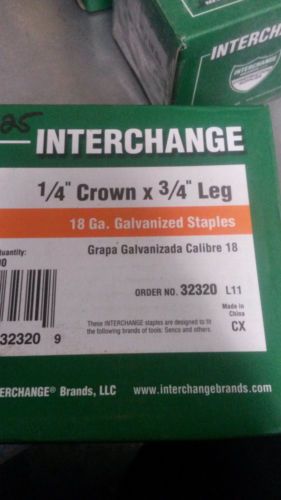 INTERCHANGE
25
INTERCHANGE
1/4" Crown x 3/4" Leg
18 Ga. Galvanized Staples
Grapa Galvanizada Calibre 18
ORDER NO. 32320 L11
Made in
China
CX
32320 9
These INTERCHANGE staples are designed to fit
the following brands of tools: Senco and others.
ERCHANGE® Brands, LLC www.interchangebrands.com